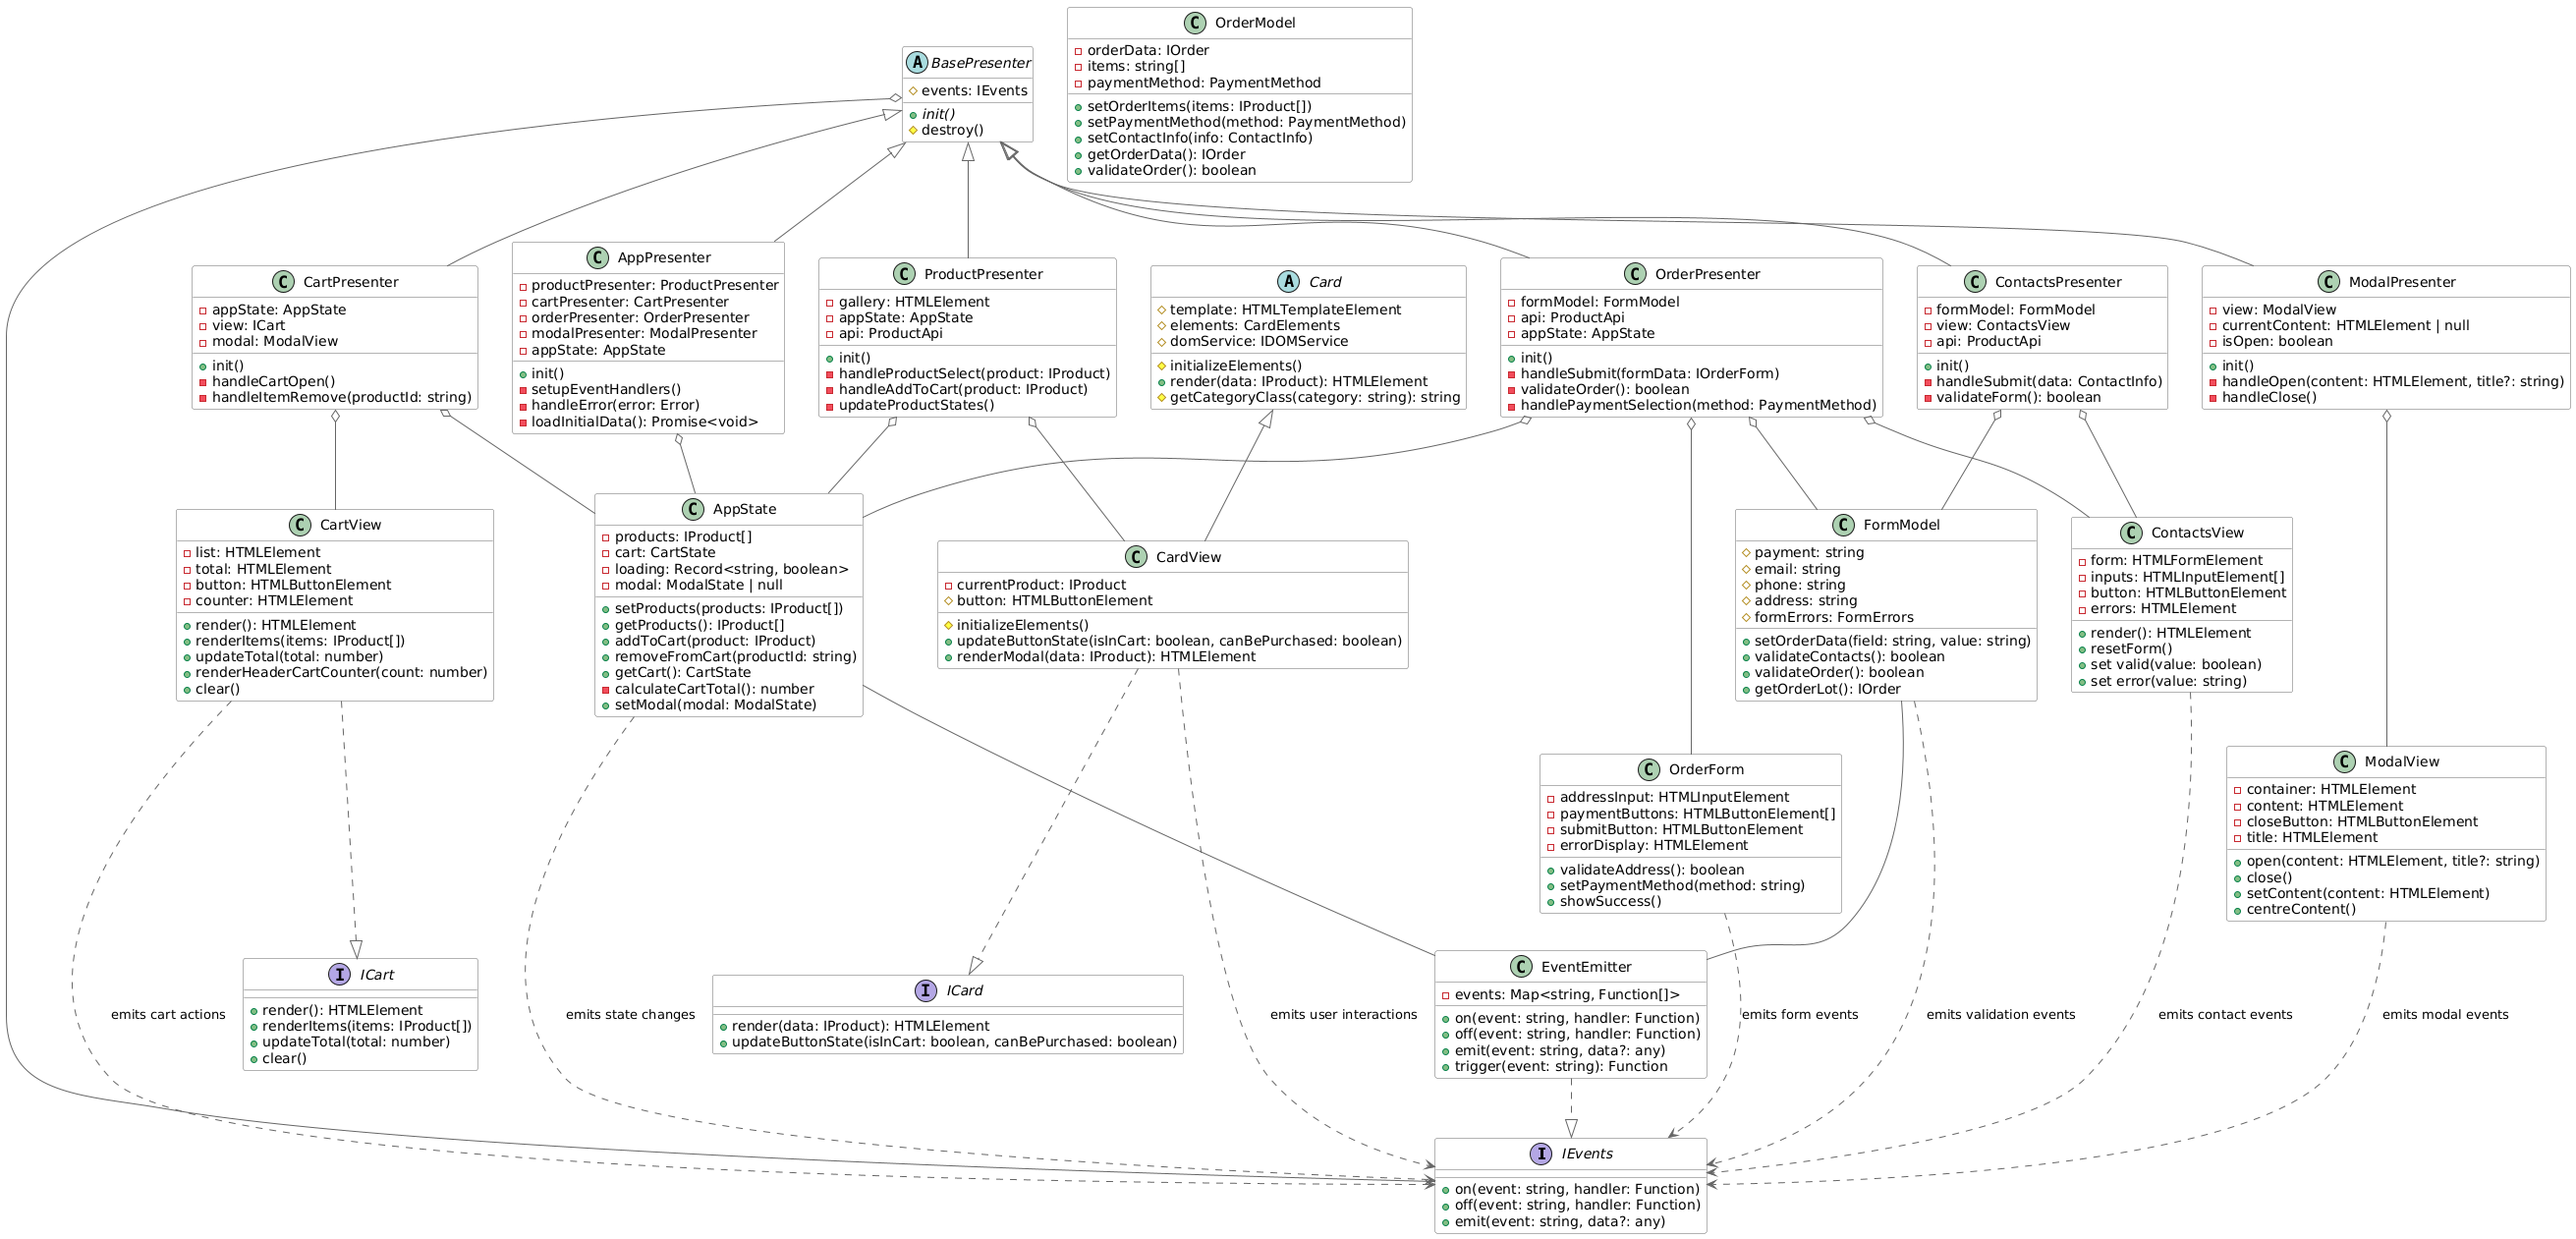 C OrderModel
orderData: IOrder
items: string[]
paymentMethod: PaymentMethod
setOrderItems(items: IProduct[])
setPaymentMethod(method: PaymentMethod)
setContactInfo(info: ContactInfo)
getOrderData(): IOrder
validateOrder(): boolean
A BasePresenter
events: IEvents
init()
destroy()
C CartPresenter
appState: AppState
view: ICart
modal: ModalView
init()
handleCartOpen()
handleItemRemove(productId: string)
C AppPresenter
productPresenter: ProductPresenter
cartPresenter: CartPresenter
orderPresenter: OrderPresenter
modalPresenter: ModalPresenter
appState: AppState
init()
setupEventHandlers()
handleError(error: Error)
loadInitialData(): Promise<void>
C ProductPresenter
gallery: HTMLElement
appState: AppState
api: ProductApi
init()
handleProductSelect(product: IProduct)
handleAddToCart(product: IProduct)
updateProductStates()
A Card
template: HTMLTemplateElement
elements: CardElements
domService: IDOMService
initializeElements()
render(data: IProduct): HTMLElement
getCategoryClass(category: string): string
C OrderPresenter
formModel: FormModel
api: ProductApi
appState: AppState
init()
handleSubmit(formData: IOrderForm)
validateOrder(): boolean
handlePaymentSelection(method: PaymentMethod)
C ContactsPresenter
formModel: FormModel
view: ContactsView
api: ProductApi
init()
handleSubmit(data: ContactInfo)
validateForm(): boolean
C ModalPresenter
view: ModalView
currentContent: HTMLElement | null
isOpen: boolean
init()
handleOpen(content: HTMLElement, title?: string)
handleClose()
C CartView
list: HTMLElement
total: HTMLElement
button: HTMLButtonElement
counter: HTMLElement
render(): HTMLElement
renderItems(items: IProduct[])
updateTotal(total: number)
renderHeaderCartCounter(count: number)
clear()
C AppState
products: IProduct[]
cart: CartState
loading: Record<string, boolean>
modal: ModalState | null
setProducts(products: IProduct[])
getProducts(): IProduct[]
addToCart(product: IProduct)
removeFromCart(productId: string)
getCart(): CartState
calculateCartTotal(): number
setModal(modal: ModalState)
C CardView
currentProduct: IProduct
button: HTMLButtonElement
initializeElements()
updateButtonState(isInCart: boolean, canBePurchased: boolean)
renderModal(data: IProduct): HTMLElement
C FormModel
payment: string
email: string
phone: string
address: string
formErrors: FormErrors
setOrderData(field: string, value: string)
validateContacts(): boolean
validateOrder(): boolean
getOrderLot(): IOrder
C ContactsView
form: HTMLFormElement
inputs: HTMLInputElement[]
button: HTMLButtonElement
errors: HTMLElement
render(): HTMLElement
resetForm()
set valid(value: boolean)
set error(value: string)
C OrderForm
addressInput: HTMLInputElement
paymentButtons: HTMLButtonElement[]
submitButton: HTMLButtonElement
errorDisplay: HTMLElement
validateAddress(): boolean
setPaymentMethod(method: string)
showSuccess()
C ModalView
container: HTMLElement
content: HTMLElement
closeButton: HTMLButtonElement
title: HTMLElement
open(content: HTMLElement, title?: string)
close()
setContent(content: HTMLElement)
centreContent()
emits cart actions
I ICart
render(): HTMLElement
renderItems(items: IProduct[])
updateTotal(total: number)
clear()
emits state changes
I ICard
render(data: IProduct): HTMLElement
updateButtonState(isInCart: boolean, canBePurchased: boolean)
emits user interactions
C EventEmitter
events: Map<string, Function[]>
on(event: string, handler: Function)
off(event: string, handler: Function)
emit(event: string, data?: any)
trigger(event: string): Function
emits form events
emits validation events
emits contact events
emits modal events
I IEvents
on(event: string, handler: Function)
off(event: string, handler: Function)
emit(event: string, data?: any)